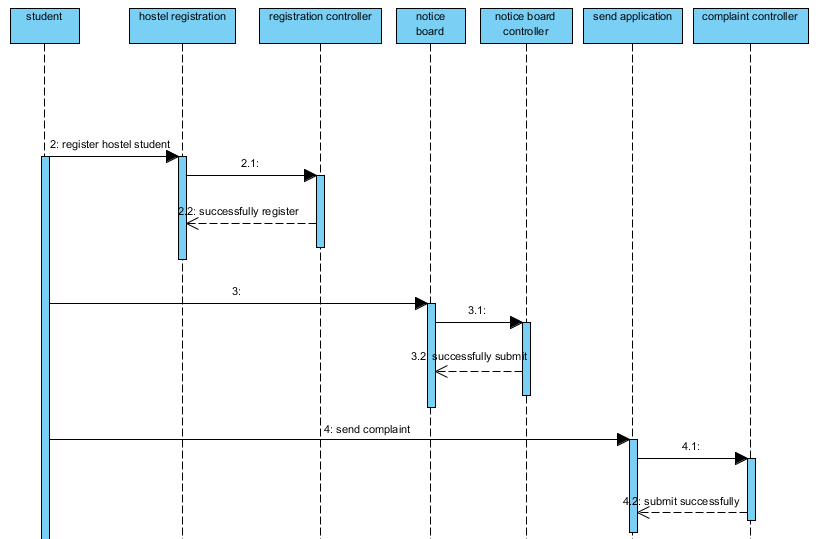 student
hostel registration
registration controller
notice
board
notice board
controller
send application
complaint controller
2: register hostel student
2.1:
2.2: successfully register
3:
3.1:
3.2: successfully submit
4: send complaint
4.1:
4.2: submit successfully